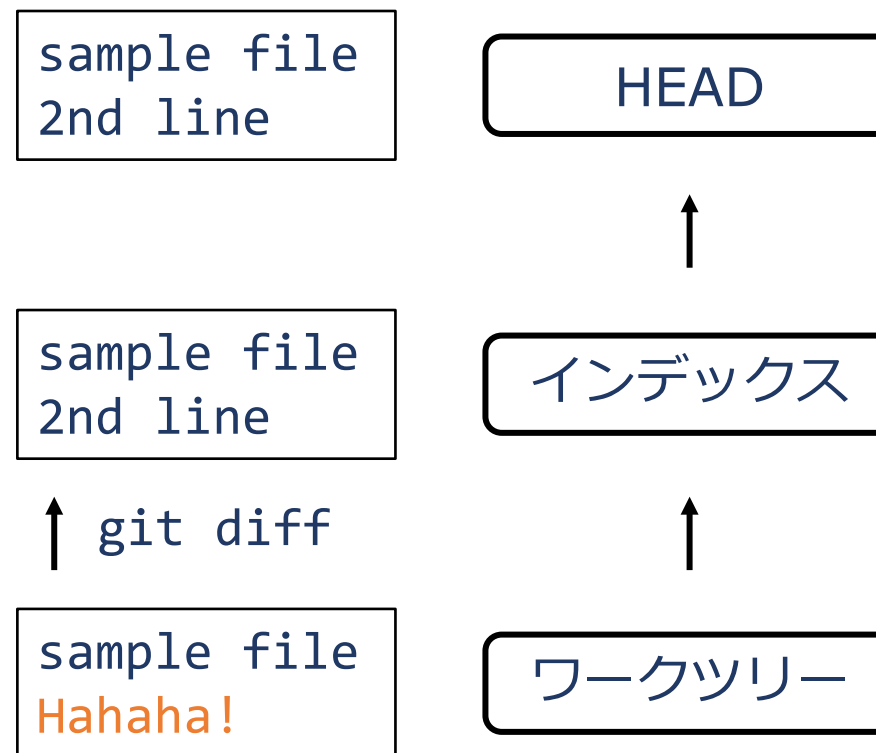 sample file
2nd line
HEAD
sample file
2nd line
インデックス
git diff
sample file
Hahaha!
ワークツリー